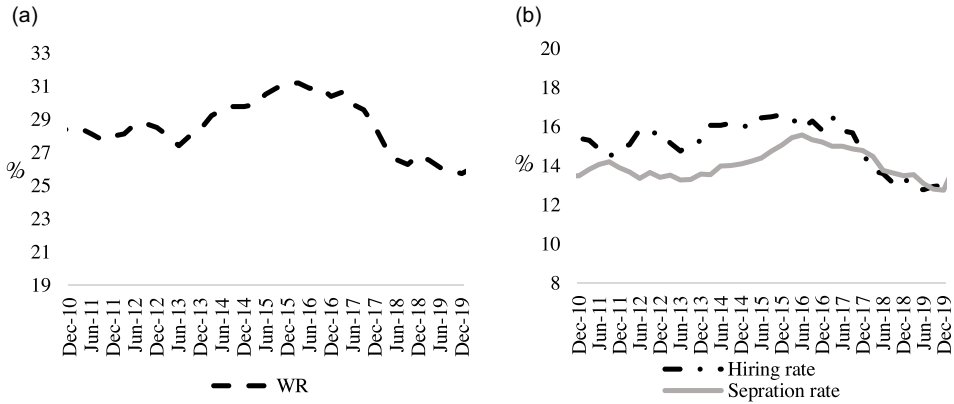 (a)
33
31
29
27
25
23
21
19
%
Dec-10
Jun-11
Dec-11
Jun-12
Dec-12
Jun-13
Dec-13
Jun-14
Dec-14
Jun-15
Dec-15
Jun-16
Dec-16
Jun-17
Dec-17
Jun-18
Dec-18
Jun-19
Dec-19
WR
(b)
20
18
16
14
12
10
8
%
Dec-10
Jun-11
Dec-11
Jun-12
Dec-12
Jun-13
Dec-13
Jun-14
Dec-14
Jun-15
Dec-15
Jun-16
Dec-16
Jun-17
Dec-17
Jun-18
Dec-18
Jun-19
Dec-19
Hiring rate
Sepration rate